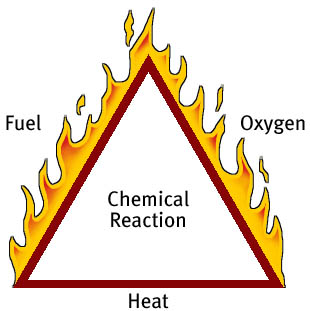 Fuel
Oxygen
Chemical
Reaction
Heat